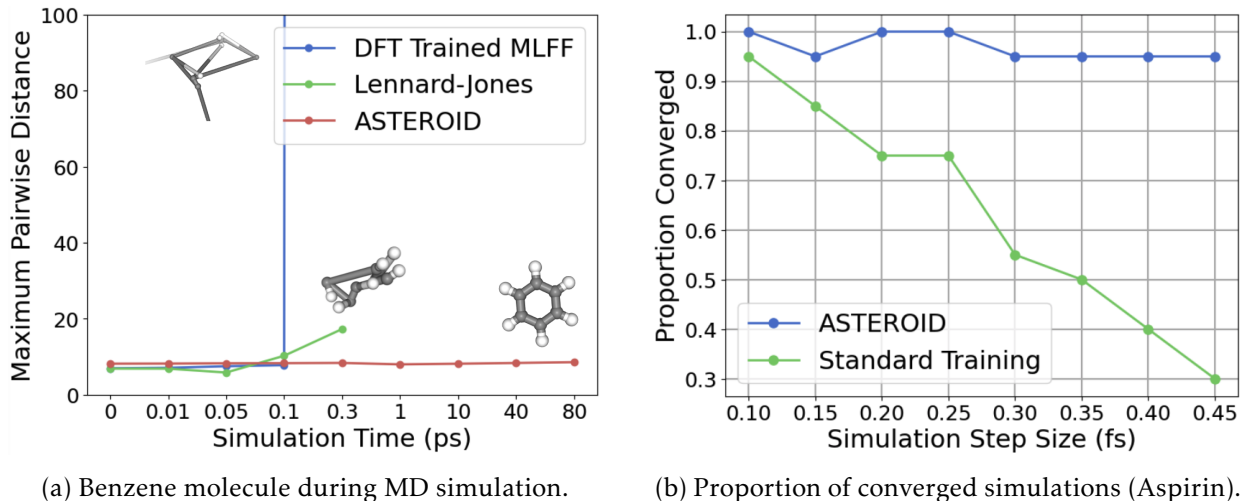 100
80
60
40
20
0
Maximum Pairwise Distance
DFT Trained MLFF
Lennard-Jones
ASTEROID
0 0.01 0.05 0.1 0.3 1 10 40 80
Simulation Time (ps)
(a) Benzene molecule during MD simulation.
1.0
0.9
0.8
0.7
0.6
0.5
0.4
0.3
Proportion Converged
ASTEROID
Standard Training
0.10 0.15 0.20 0.25 0.30 0.35 0.40 0.45
Simulation Step Size (fs)
(b) Proportion of converged simulations (Aspirin).